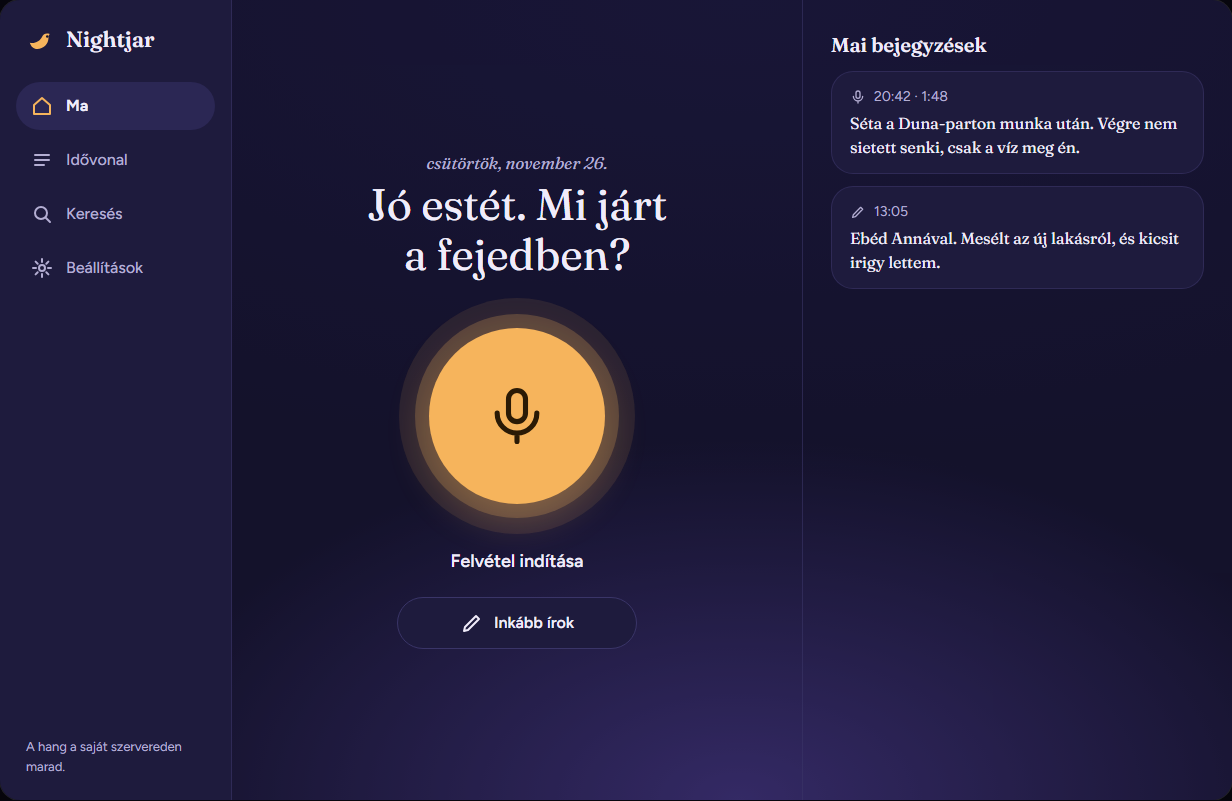 Nightjar
Ma
Idővonal
Keresés
Beállítások
A hang a saját szervereden
marad.
csütörtök, november 26.
Jó estét. Mi járt
a fejedben?
Felvétel indítása
Inkább írok
Mai bejegyzések
20:42 · 1:48
Séta a Duna-parton munka után. Végre nem
sietett senki, csak a víz meg én.
13:05
Ebéd Annával. Mesélt az új lakásról, és kicsit
irigy lettem.